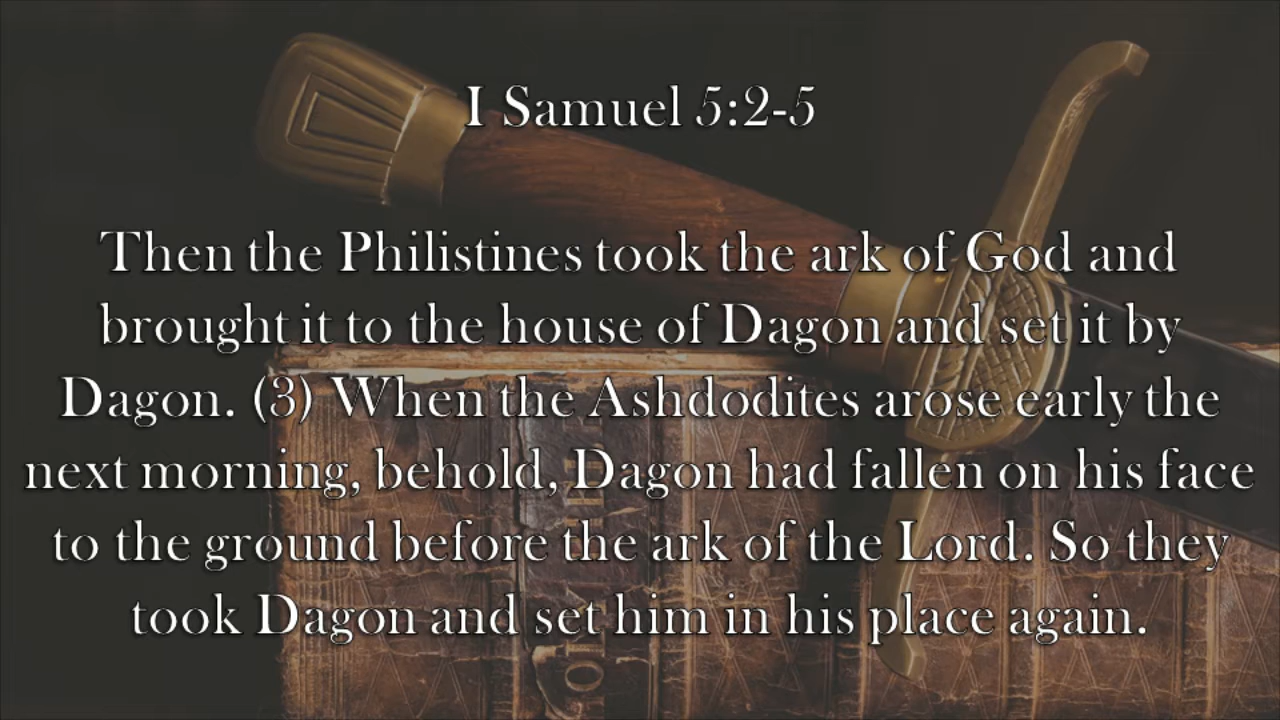 I Samuel 5:2-5
Then the Philistines took the ark of God and
brought it to the house of Dagon and set it by
Dagon. (3) When the Ashdodites arose early the
next morning, behold, Dagon had fallen on his face
to the ground before the ark of the Lord. So they
took Dagon and set him in his place again.